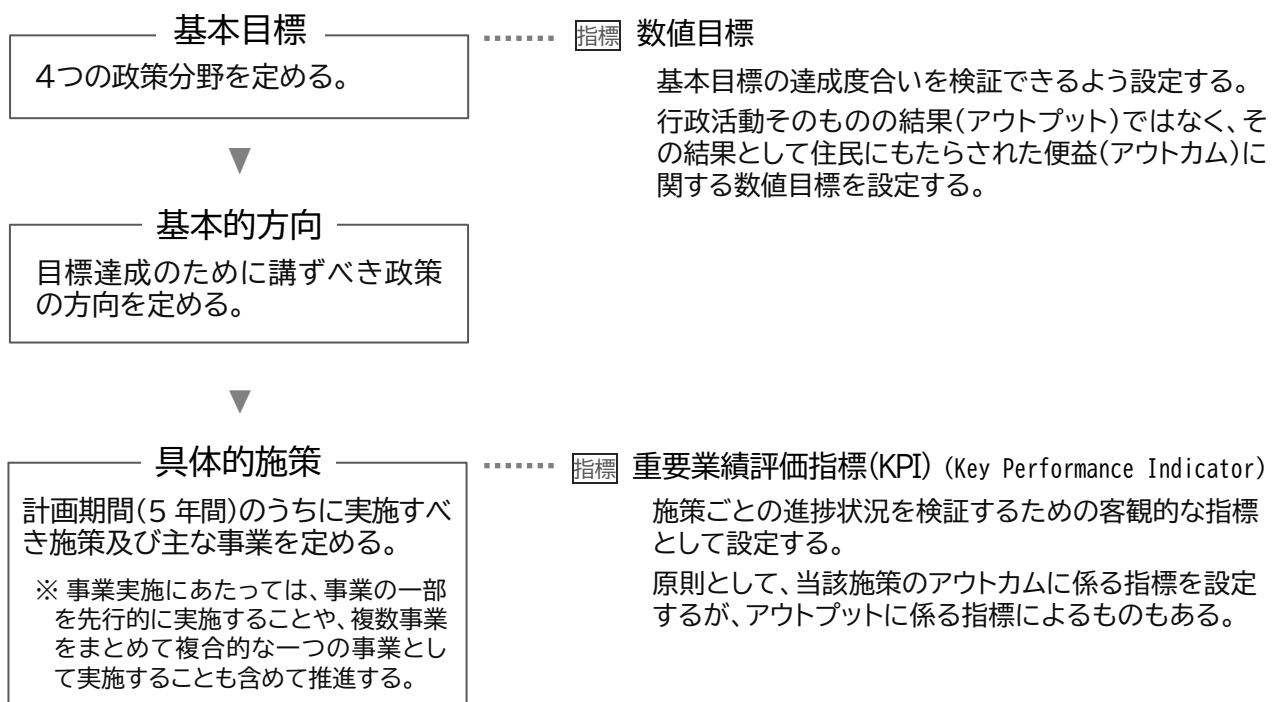 基本目標
4つの政策分野を定める。
指標 数値目標
基本目標の達成度合いを検証できるよう設定する。
行政活動そのものの結果(アウトプット)ではなく、そ
の結果として住民にもたらされた便益(アウトカム)に
関する数値目標を設定する。
▼
基本的方向
目標達成のために講ずべき政策
の方向を定める。
▼
具体的施策
計画期間(5 年間)のうちに実施すべ
き施策及び主な事業を定める。
※ 事業実施にあたっては、事業の一部
を先行的に実施することや、複数事業
をまとめて複合的な一つの事業とし
て実施することも含めて推進する。
指標 重要業績評価指標(KPI) (Key Performance Indicator)
施策ごとの進捗状況を検証するための客観的な指標
として設定する。
原則として、当該施策のアウトカムに係る指標を設定
するが、アウトプットに係る指標によるものもある。